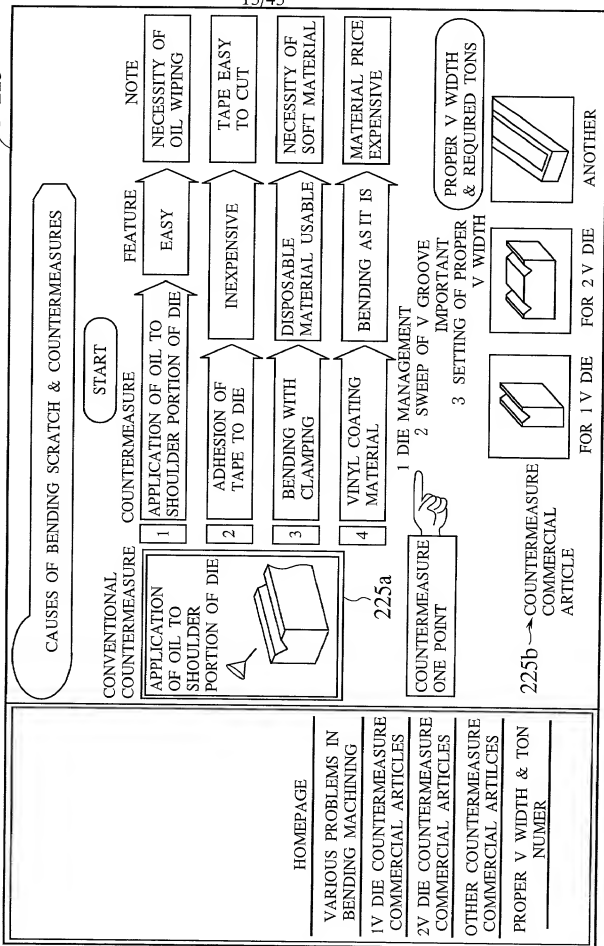 HOMEPAGE
VARIOUS PROBLEMS IN
BENDING MACHINING
1V DIE COUNTERMEASURE
COMMERCIAL ARTICLES
2V DIE COUNTERMEASURE
COMMERCIAL ARTICLES
OTHER COUNTERMEASURE
COMMERCIAL ARTILCES
PROPER V WIDTH & TON
NUMER
CAUSES OF BENDING SCRATCH & COUNTERMEASURES
START
CONVENTIONAL
COUNTERMEASURE
COUNTERMEASURE
FEATURE
NOTE
APPLICATION
OF OIL TO
SHOULDER
PORTION OF DIE
225a
1
APPLICATION OF OIL TO
SHOULDER PORTION OF DIE
EASY
NECESSITY OF
OIL WIPING
2
ADHESION OF
TAPE TO DIE
INEXPENSIVE
TAPE EASY
TO CUT
3
BENDING WITH
CLAMPING
DISPOSABLE
MATERIAL USABLE
NECESSITY OF
SOFT MATERIAL
4
VINYL COATING
MATERIAL
BENDING AS IT IS
MATERIAL PRICE
EXPENSIVE
COUNTERMEASURE
ONE POINT
1 DIE MANAGEMENT
2 SWEEP OF V GROOVE
IMPORTANT
3 SETTING OF PROPER
V WIDTH
PROPER V WIDTH
& REQUIRED TONS
225b
COUNTERMEASURE
COMMERCIAL
ARTICLE
FOR 1 V DIE
FOR 2 V DIE
ANOTHER